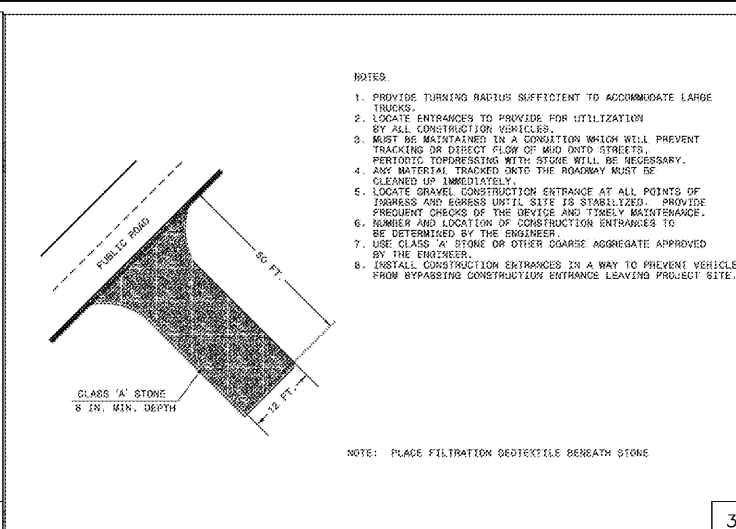 NOTES
1. PROVIDE TURNING RADIUS SUFFICIENT TO ACCOMMODATE LARGE
TRUCKS.
2. LOCATE ENTRANCES TO PROVIDE FOR UTILIZATION
BY ALL CONSTRUCTION VEHICLES.
3. MUST BE MAINTAINED IN A CONDITION WHICH WILL PREVENT
TRACKING OR DIRECT FLOW OF MUD ONTO STREETS.
PERIODIC TOPDRESSING WITH STONE WILL BE NECESSARY.
4. ANY MATERIAL TRACKED ONTO THE ROADWAY MUST BE
CLEANED UP IMMEDIATELY.
5. LOCATE GRAVEL CONSTRUCTION ENTRANCE AT ALL POINTS OF
INGRESS AND EGRESS UNTIL SITE IS STABILIZED. PROVIDE
FREQUENT CHECKS OF THE DEVICE AND TIMELY MAINTENANCE.
6. NUMBER AND LOCATION OF CONSTRUCTION ENTRANCES TO
BE DETERMINED BY THE ENGINEER.
7. USE CLASS 'A' STONE OR OTHER COARSE AGGREGATE APPROVED
BY THE ENGINEER.
8. INSTALL CONSTRUCTION ENTRANCES IN A WAY TO PREVENT VEHICLE
FROM BYPASSING CONSTRUCTION ENTRANCE LEAVING PROJECT SITE.
PUBLIC ROAD
50 FT.
12 FT.
CLASS 'A' STONE
8 IN. MIN. DEPTH
NOTE: PLACE FILTRATION GEOTEXTILE BENEATH STONE
3